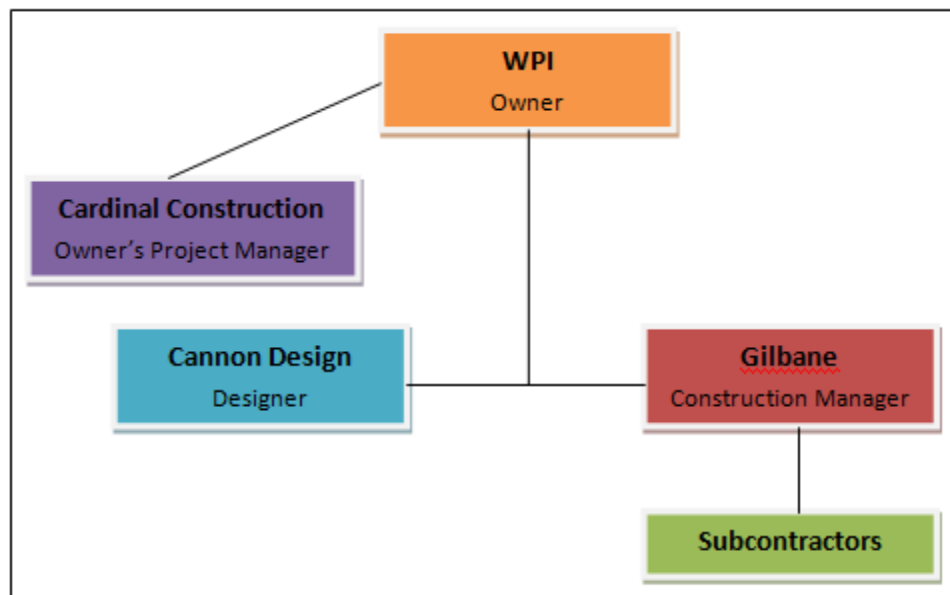 WPI
Owner
Cardinal Construction
Owner’s Project Manager
Cannon Design
Designer
Gilbane
Construction Manager
Subcontractors